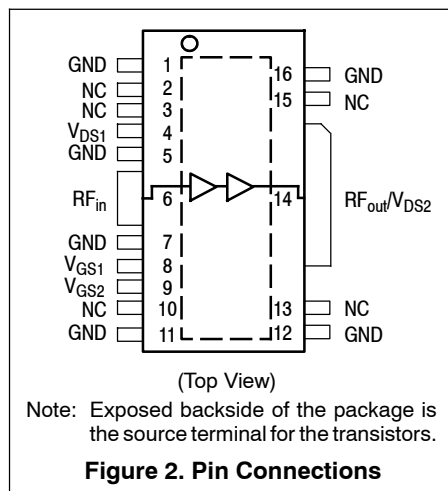 GND 1 16 GND
NC 2 15 NC
NC 3
VDS1 4
GND 5
RFin 6 14 RFout/VDS2
GND 7
VGS1 8
VGS2 9
NC 10 13 NC
GND 11 12 GND
(Top View)
Note: Exposed backside of the package is
the source terminal for the transistors.
Figure 2. Pin Connections